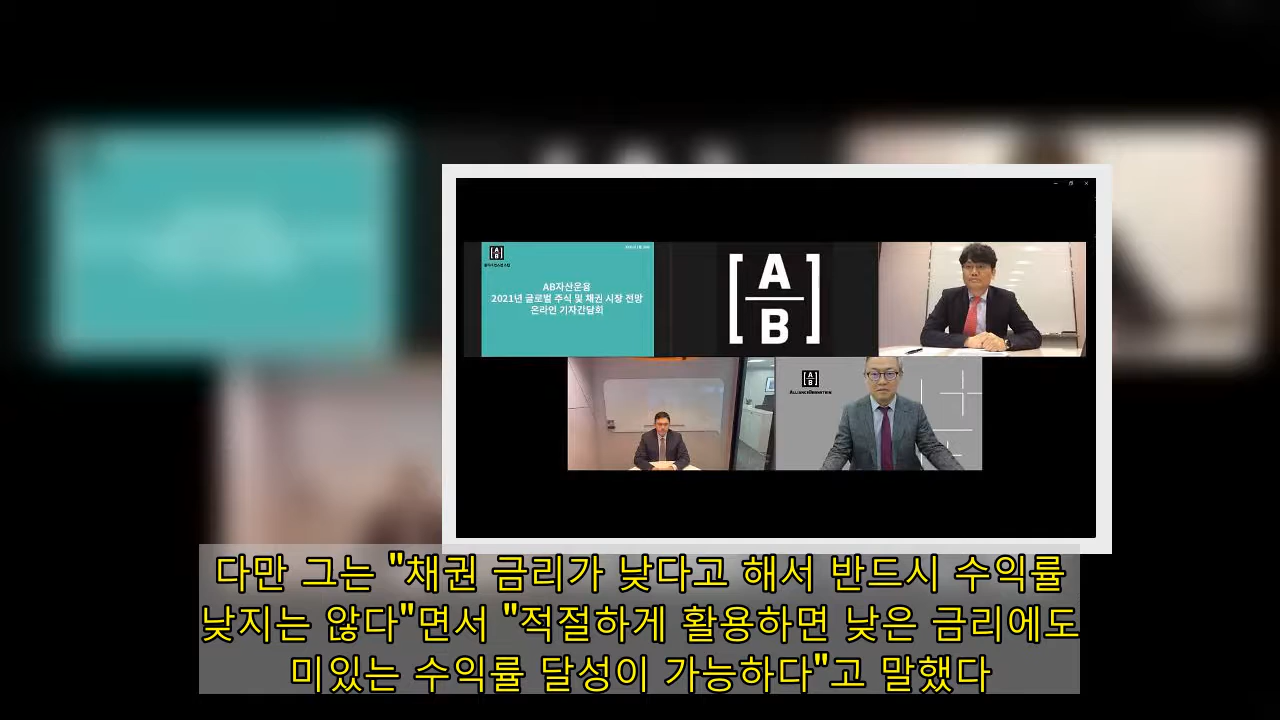 [A
B]
AB자산운용
2021년 글로벌 주식 및 채권 시장 전망
온라인 기자간담회
[A
B]
[A
B]
ALLIANCEBERNSTEIN
다만 그는 "채권 금리가 낮다고 해서 반드시 수익률
낮지는 않다"면서 "적절하게 활용하면 낮은 금리에도
미있는 수익률 달성이 가능하다"고 말했다